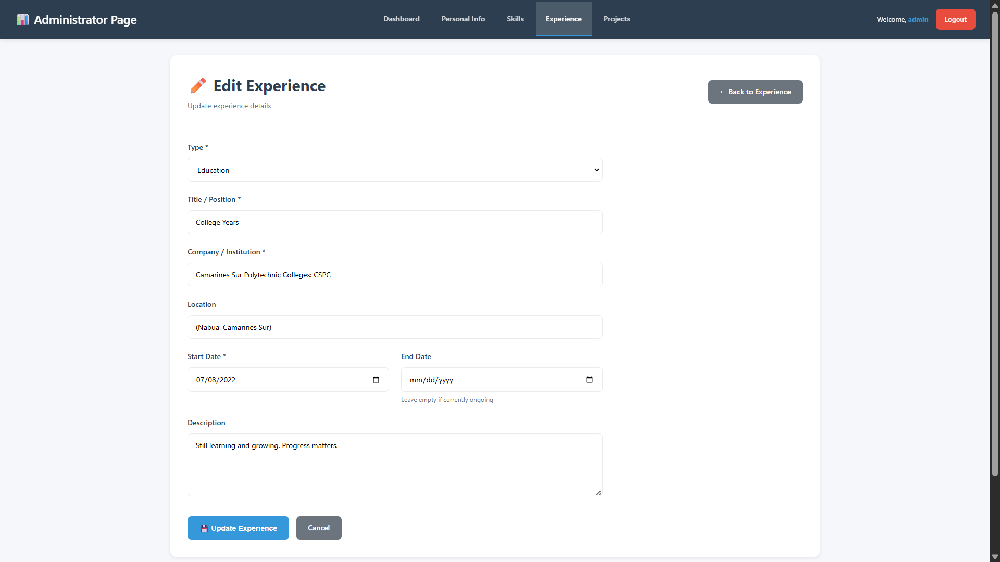 Administrator Page
Dashboard
Personal Info
Skills
Experience
Projects
Welcome, admin
Logout
Edit Experience
Update experience details
← Back to Experience
Type *
Education
Title / Position *
College Years
Company / Institution *
Camarines Sur Polytechnic Colleges: CSPC
Location
(Nabua, Camarines Sur)
Start Date *
End Date
07/08/2022
mm/dd/yyyy
Leave empty if currently ongoing
Description
Still learning and growing. Progress matters.
Update Experience
Cancel